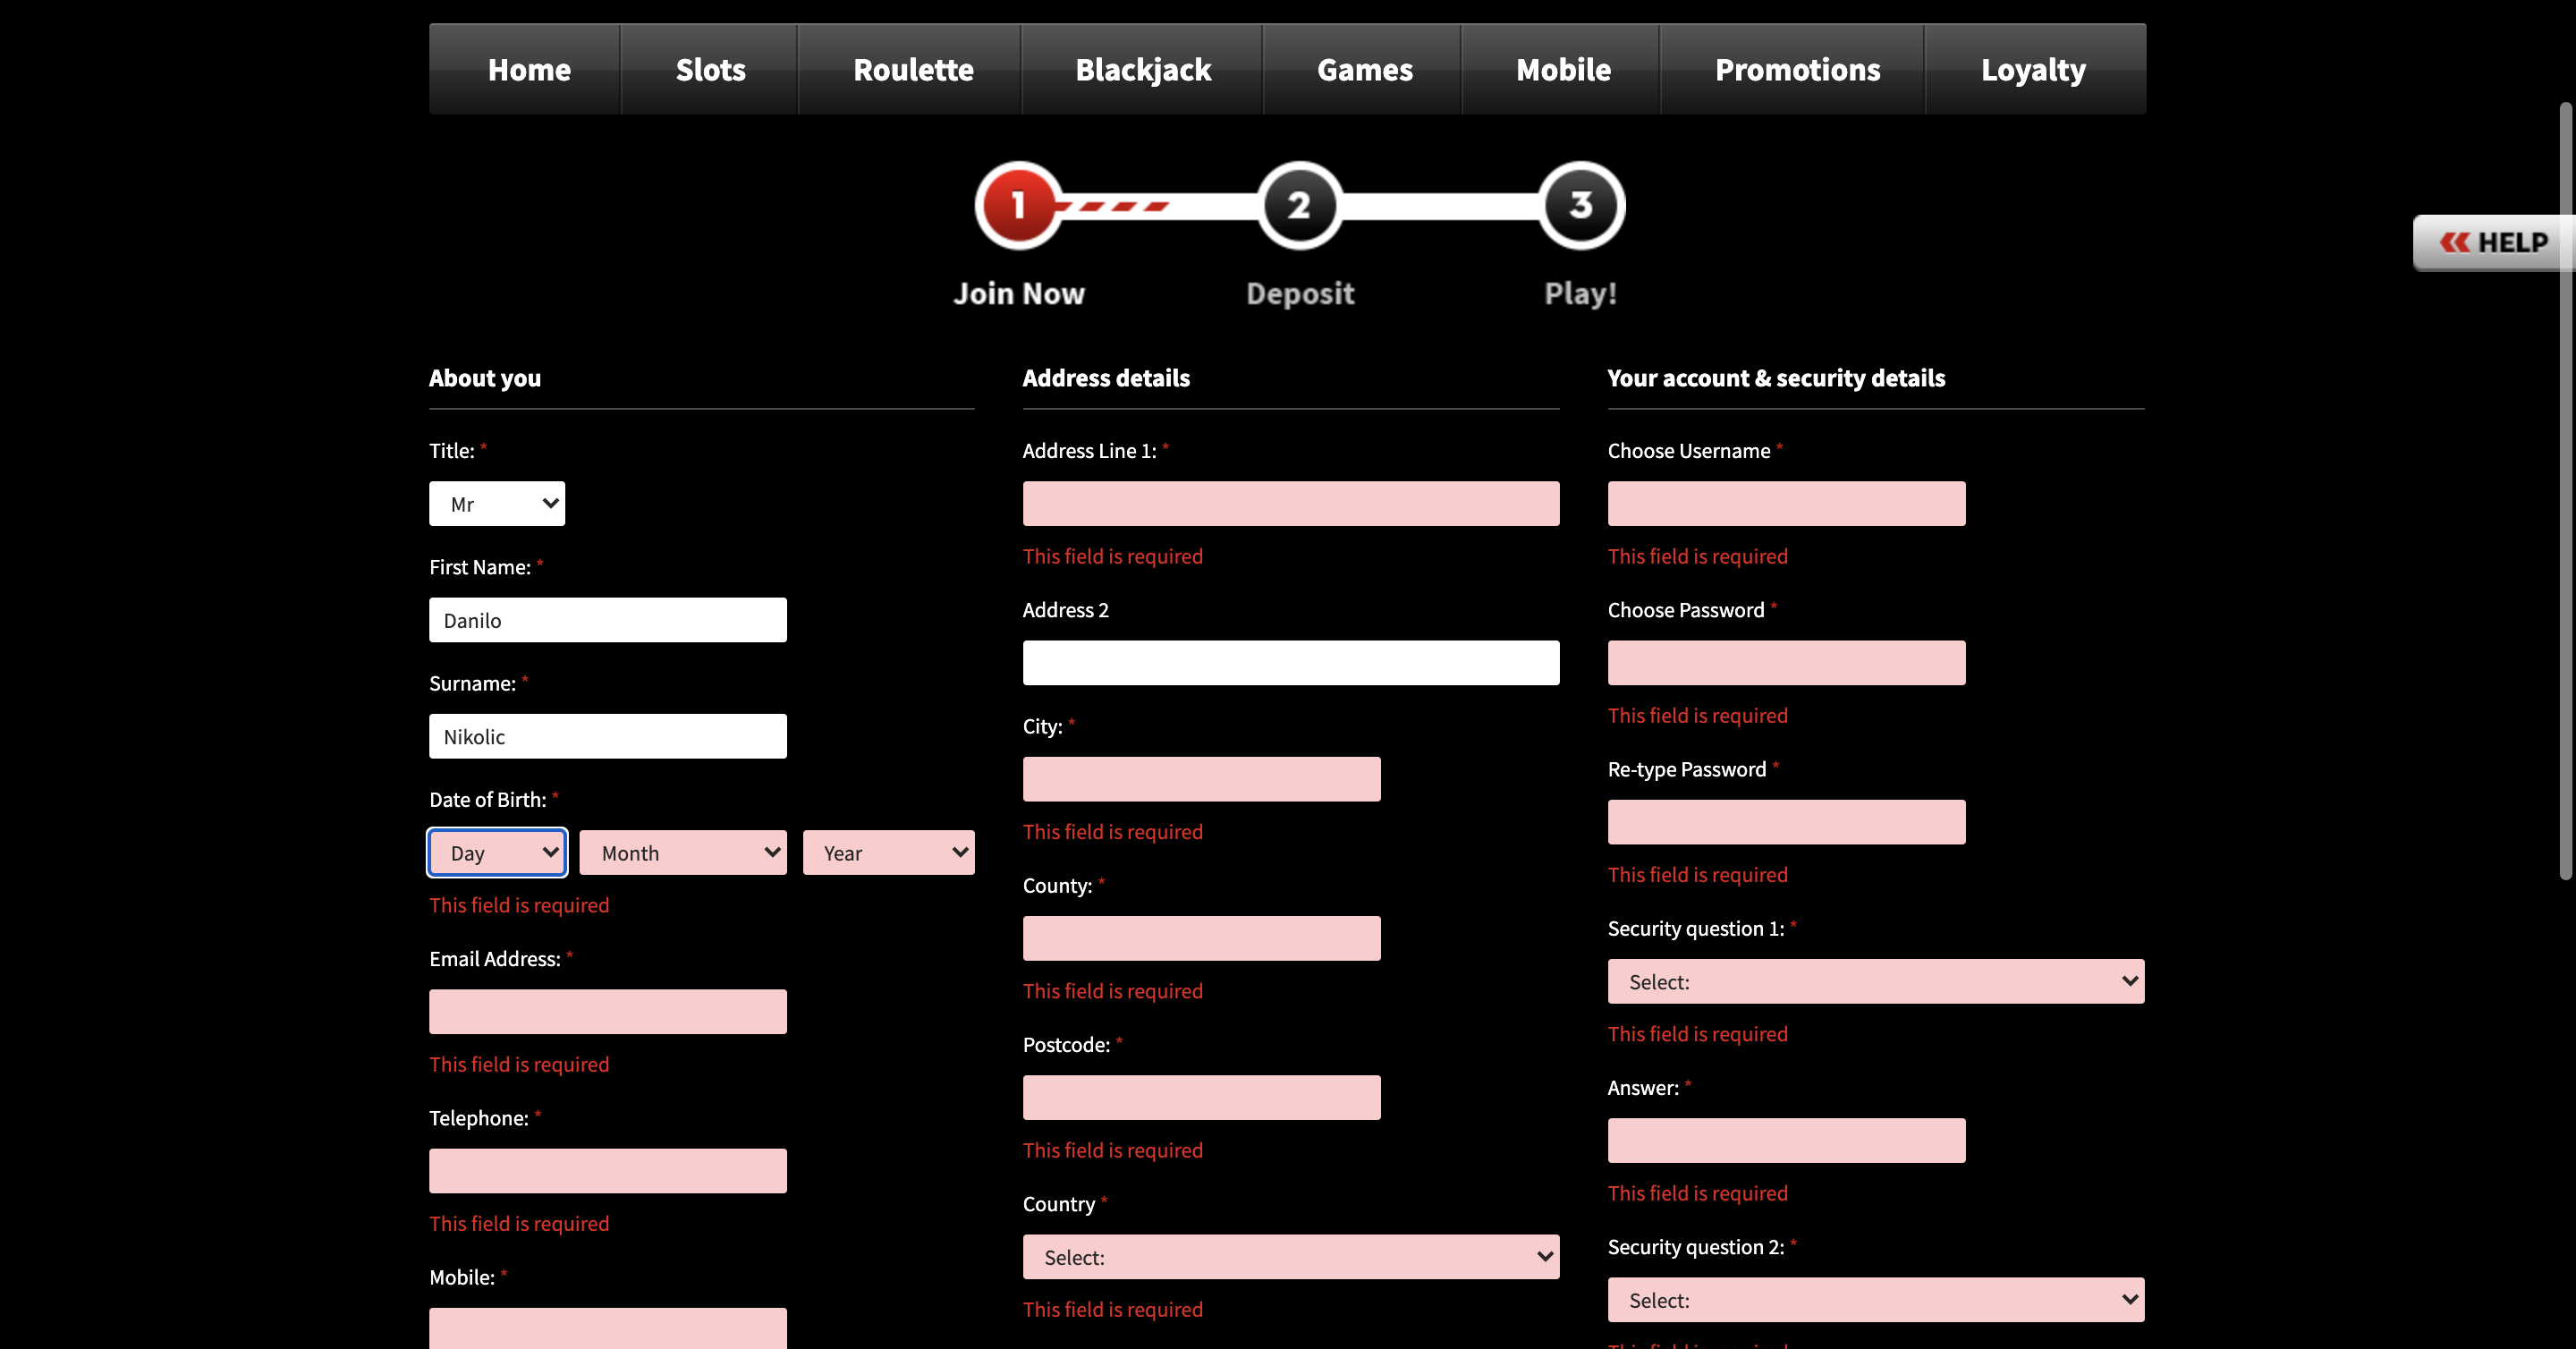 Home Slots Roulette Blackjack Games Mobile Promotions Loyalty
1 2 3
Join Now Deposit Play!
HELP
About you
Title: *
Mr
First Name: *
Danilo
Surname: *
Nikolic
Date of Birth: *
Day Month Year
This field is required
Email Address: *
This field is required
Telephone: *
This field is required
Mobile: *
Address details
Address Line 1: *
This field is required
Address 2
City: *
This field is required
County: *
This field is required
Postcode: *
This field is required
Country *
Select:
This field is required
Your account & security details
Choose Username *
This field is required
Choose Password *
This field is required
Re-type Password *
This field is required
Security question 1: *
Select:
This field is required
Answer: *
This field is required
Security question 2: *
Select: